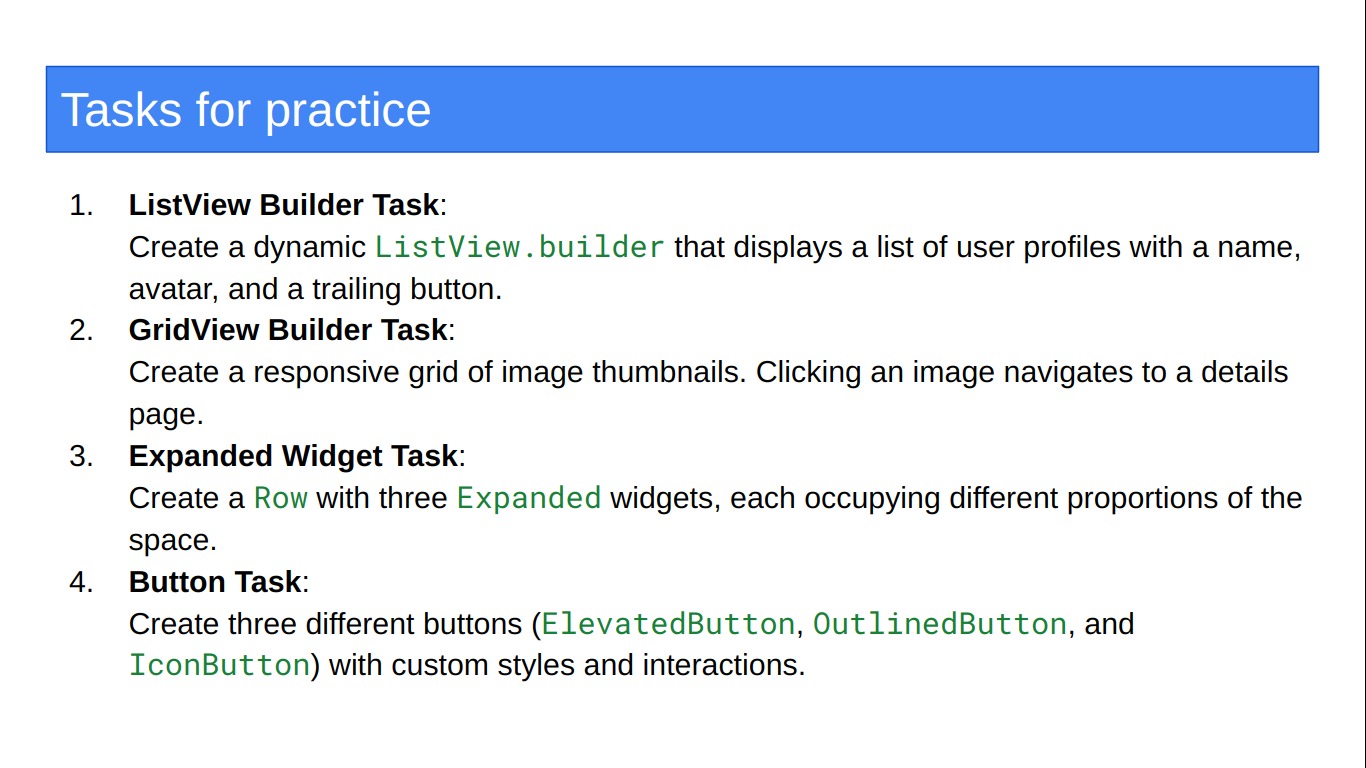 Tasks for practice
1. ListView Builder Task:
Create a dynamic ListView.builder that displays a list of user profiles with a name,
avatar, and a trailing button.
2. GridView Builder Task:
Create a responsive grid of image thumbnails. Clicking an image navigates to a details
page.
3. Expanded Widget Task:
Create a Row with three Expanded widgets, each occupying different proportions of the
space.
4. Button Task:
Create three different buttons (ElevatedButton, OutlinedButton, and
IconButton) with custom styles and interactions.